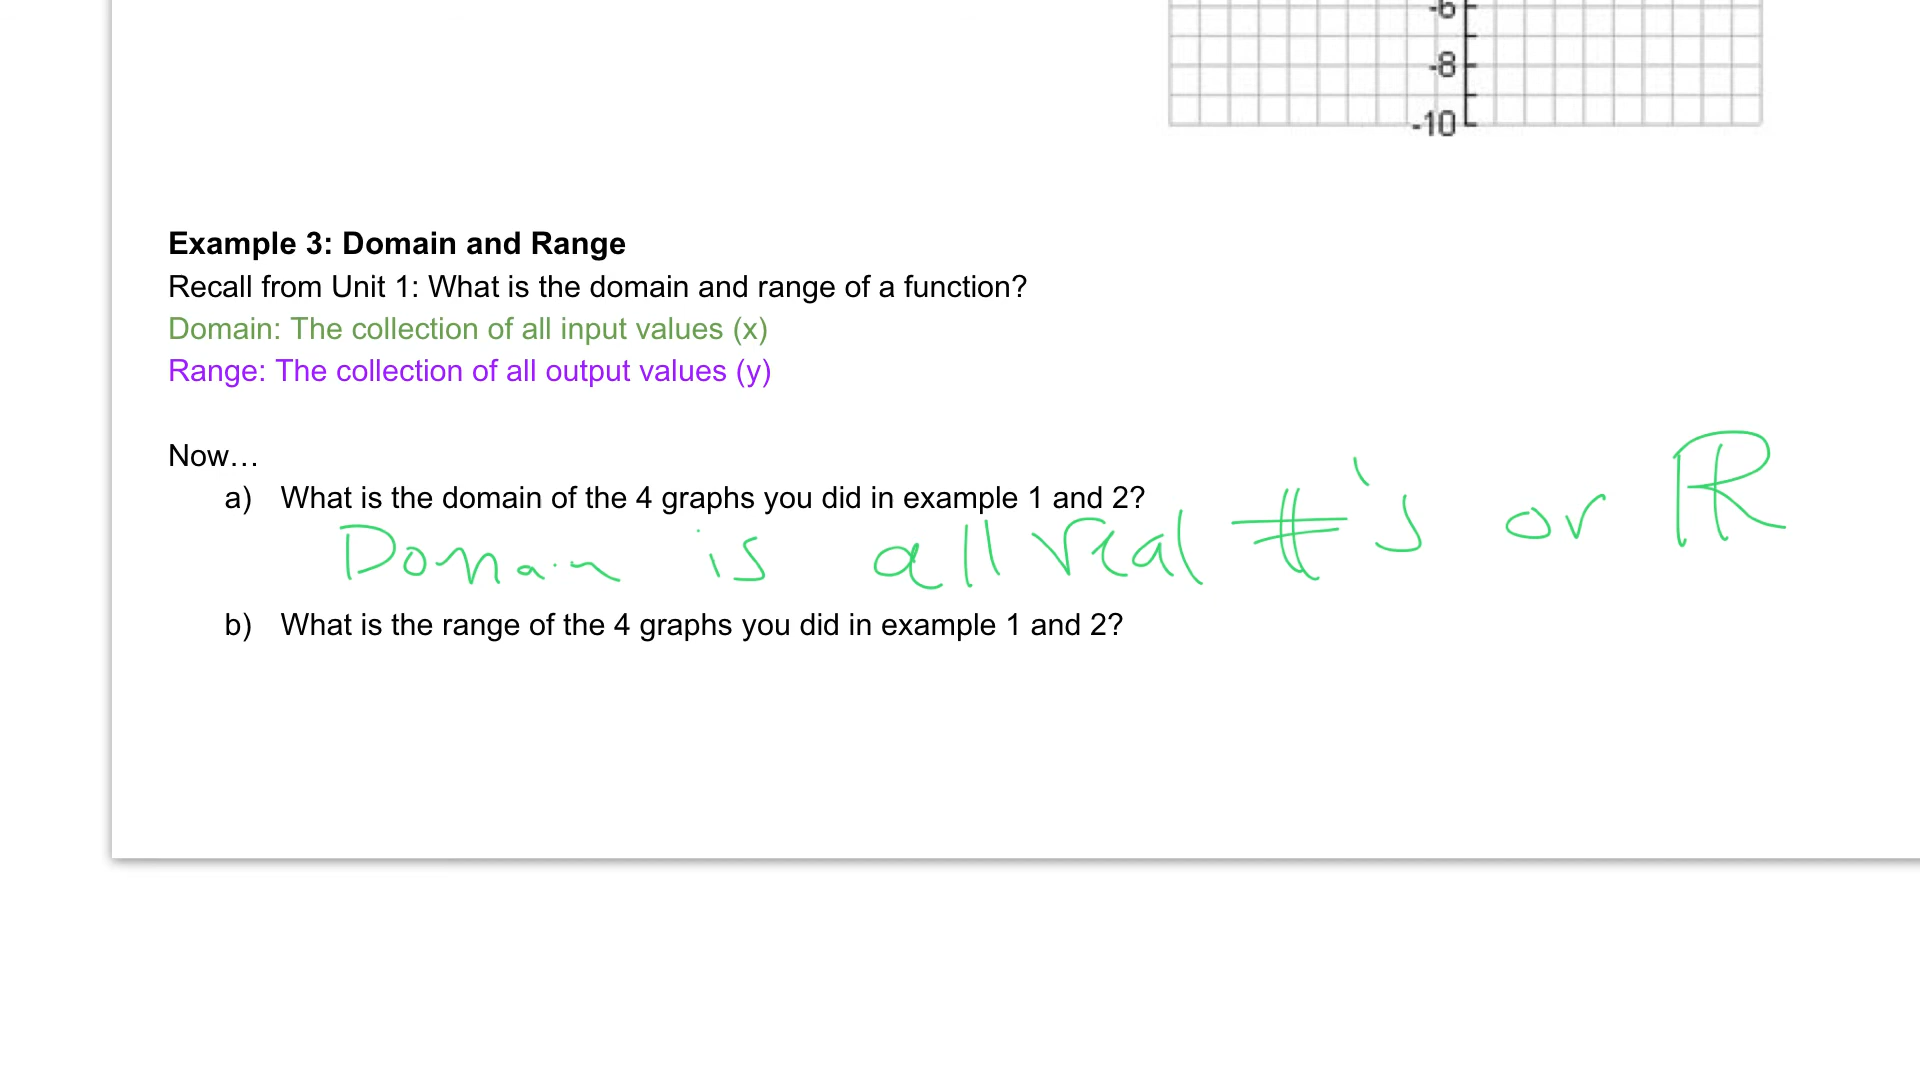 -6
-8
-10
Example 3: Domain and Range
Recall from Unit 1: What is the domain and range of a function?
Domain: The collection of all input values (x)
Range: The collection of all output values (y)
Now…
a) What is the domain of the 4 graphs you did in example 1 and 2?
Domain is all real #'s or ℝ
b) What is the range of the 4 graphs you did in example 1 and 2?